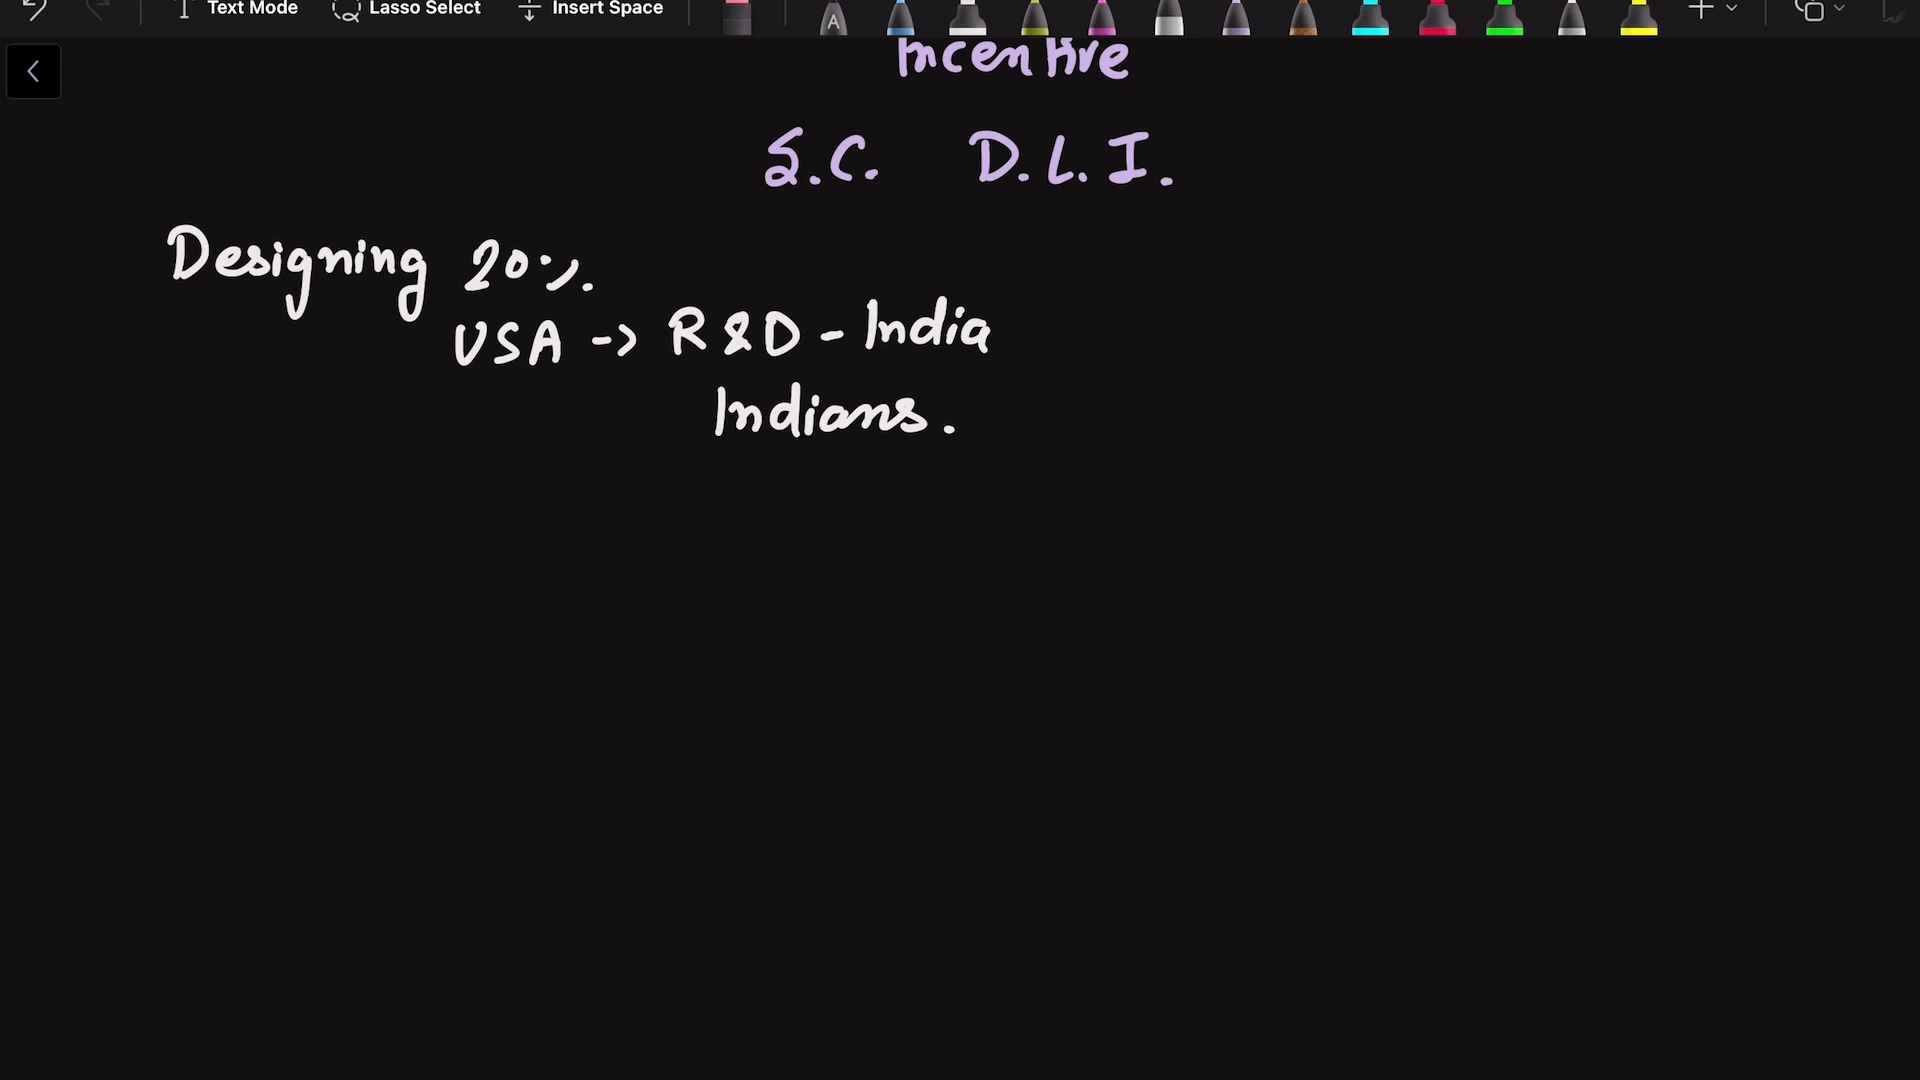 Text Mode Lasso Select Insert Space
A
Incentive
S.C. D.L.I.
Designing 20%.
USA -> R&D - India
Indians.